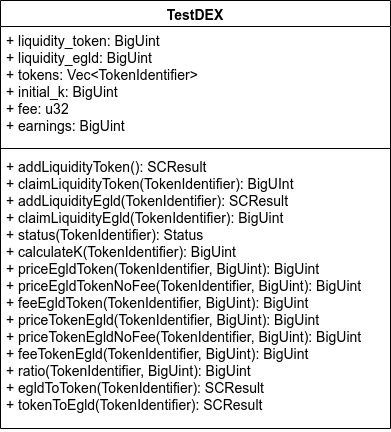 TestDEX
+ liquidity_token: BigUint
+ liquidity_egld: BigUint
+ tokens: Vec<TokenIdentifier>
+ initial_k: BigUint
+ fee: u32
+ earnings: BigUint
+ addLiquidityToken(): SCResult
+ claimLiquidityToken(TokenIdentifier): BigUInt
+ addLiquidityEgld(TokenIdentifier): SCResult
+ claimLiquidityEgld(TokenIdentifier): BigUint
+ status(TokenIdentifier): Status
+ calculateK(TokenIdentifier): BigUint
+ priceEgldToken(TokenIdentifier, BigUint): BigUint
+ priceEgldTokenNoFee(TokenIdentifier, BigUint): BigUint
+ feeEgldToken(TokenIdentifier, BigUint): BigUint
+ priceTokenEgld(TokenIdentifier, BigUint): BigUint
+ priceTokenEgldNoFee(TokenIdentifier, BigUint): BigUint
+ feeTokenEgld(TokenIdentifier, BigUint): BigUint
+ ratio(TokenIdentifier, BigUint): BigUint
+ egldToToken(TokenIdentifier): SCResult
+ tokenToEgld(TokenIdentifier): SCResult